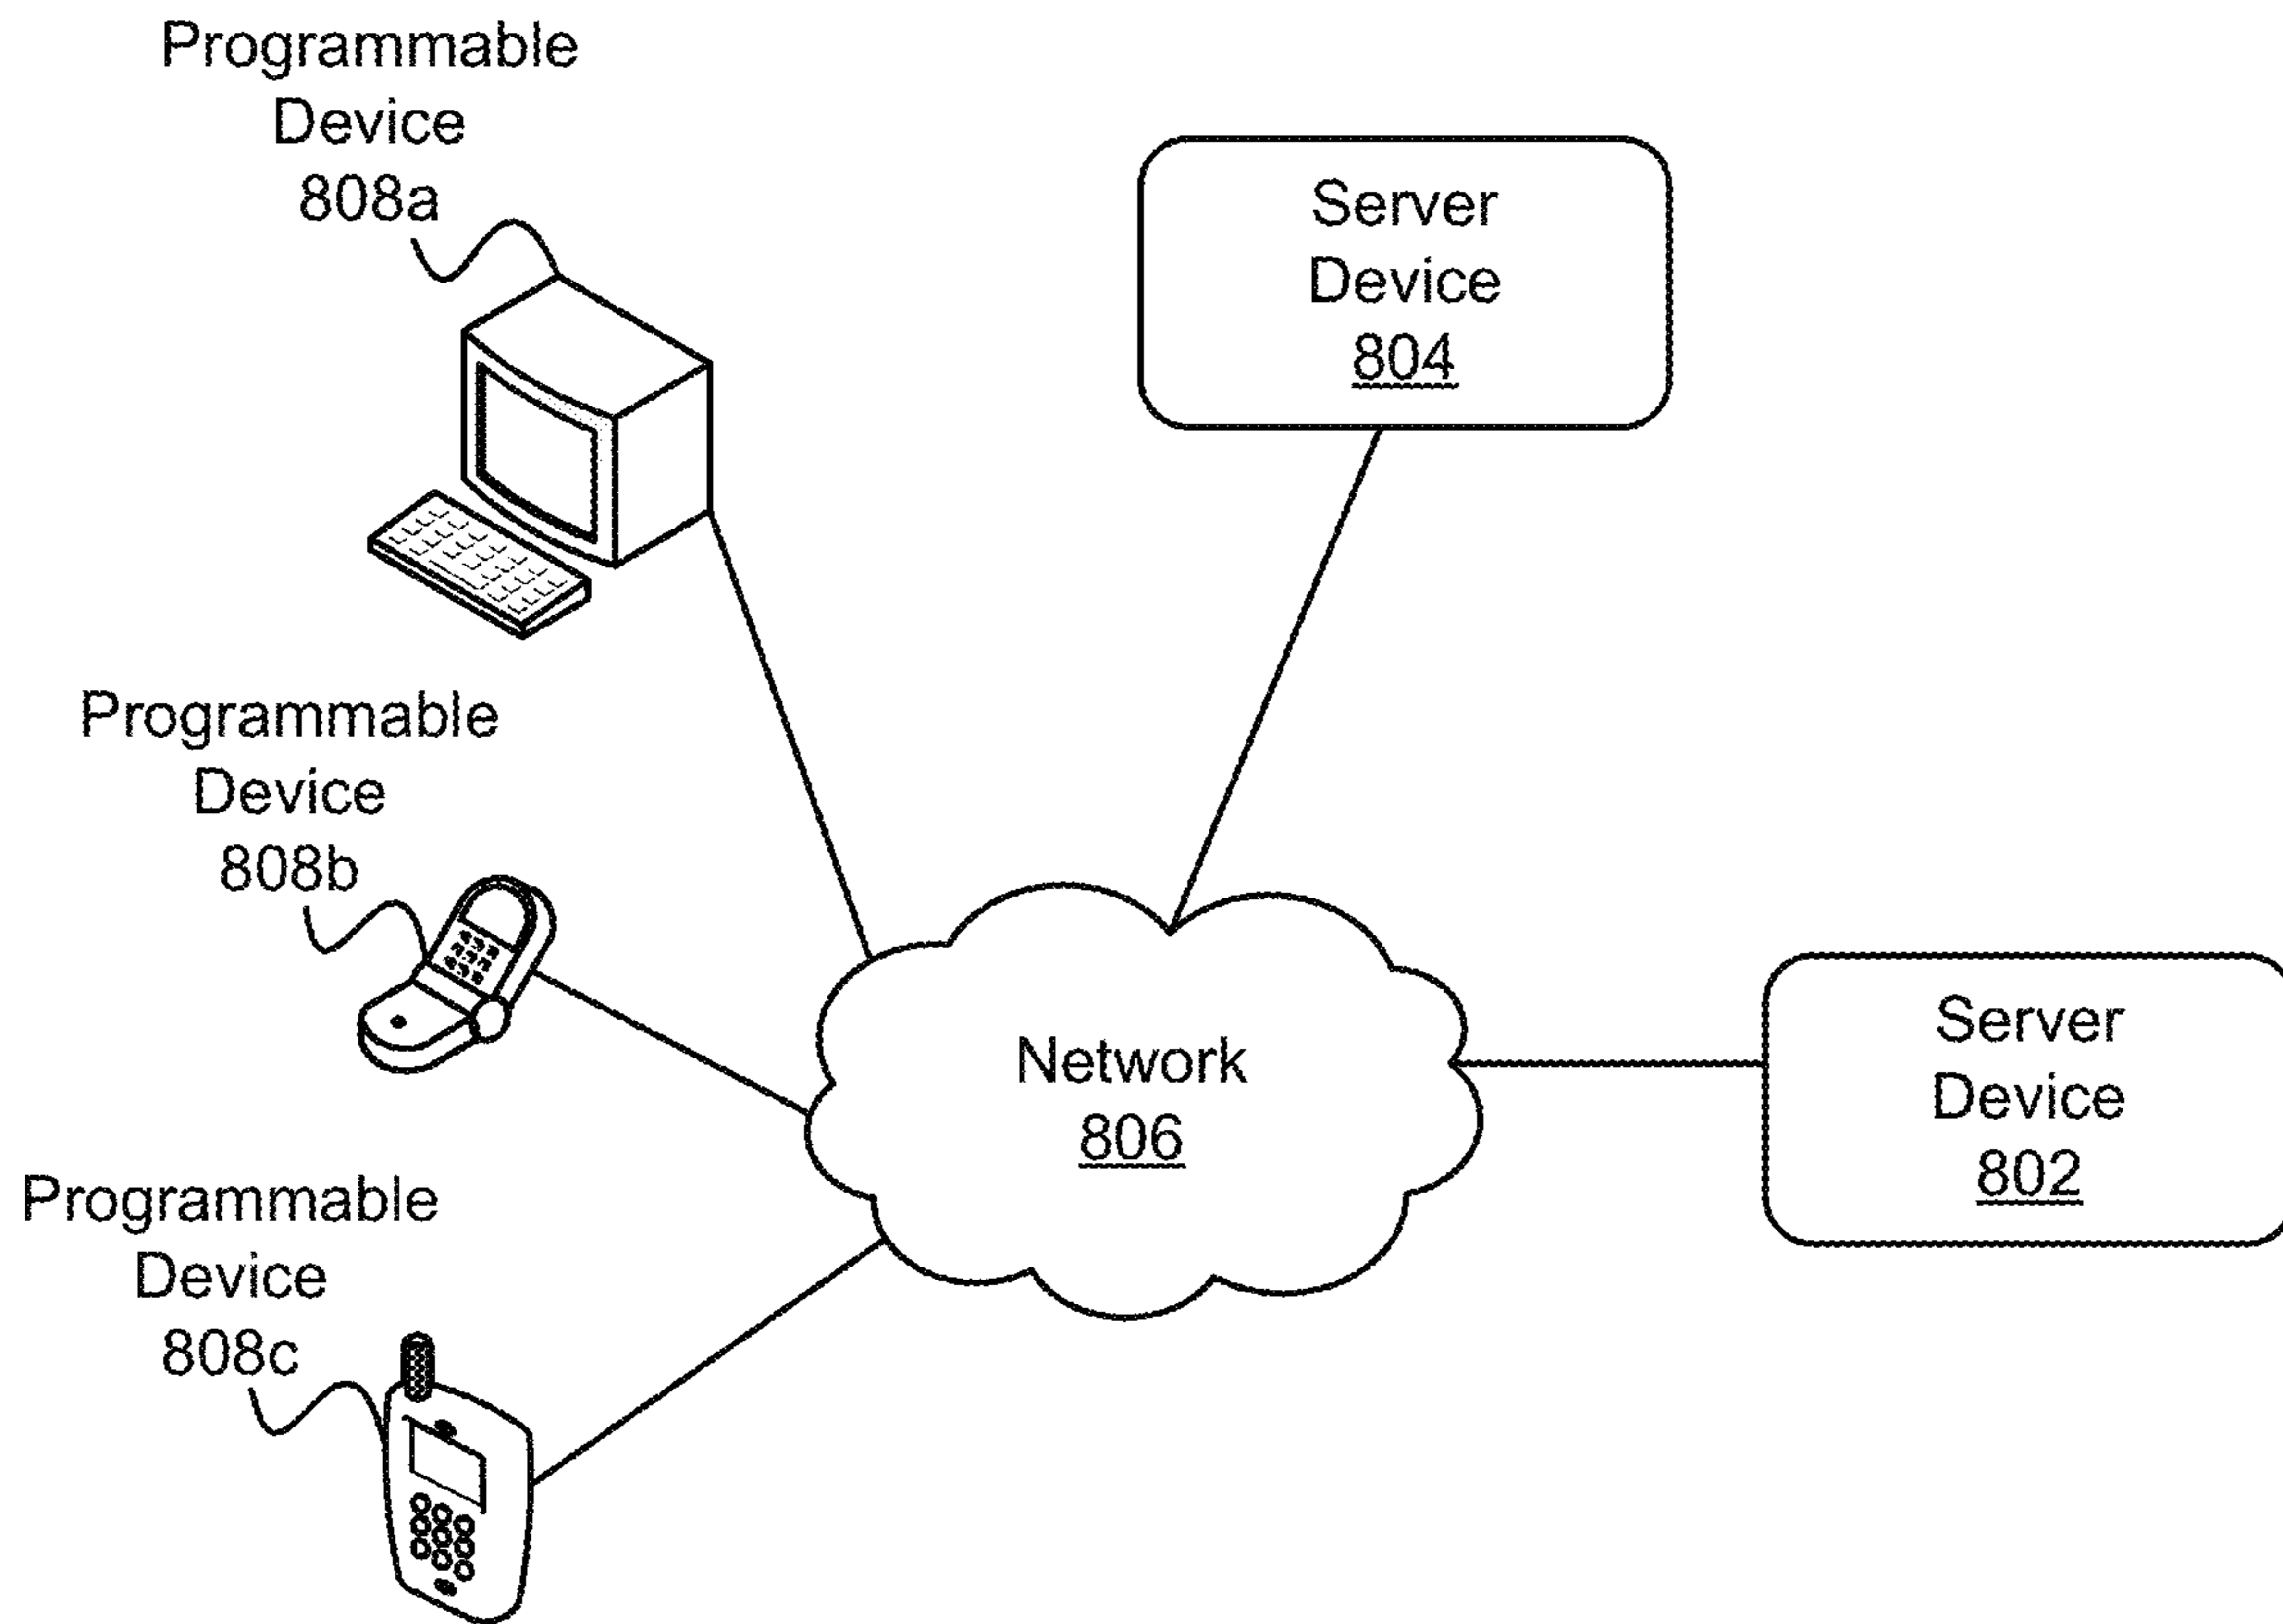 Programmable
Device
808a
Server
Device
804
Programmable
Device
808b
Network
806
Server
Device
802
Programmable
Device
808c